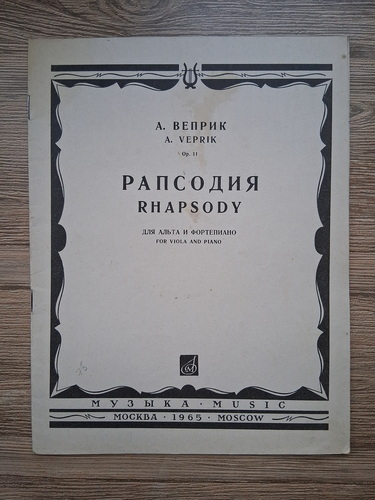 А. ВЕПРИК
A. VEPRIK
Op. 11
РАПСОДИЯ
RHAPSODY
ДЛЯ АЛЬТА И ФОРТЕПИАНО
FOR VIOLA AND PIANO
МУЗЫКА · MUSIC
МОСКВА · 1965 · MOSCOW